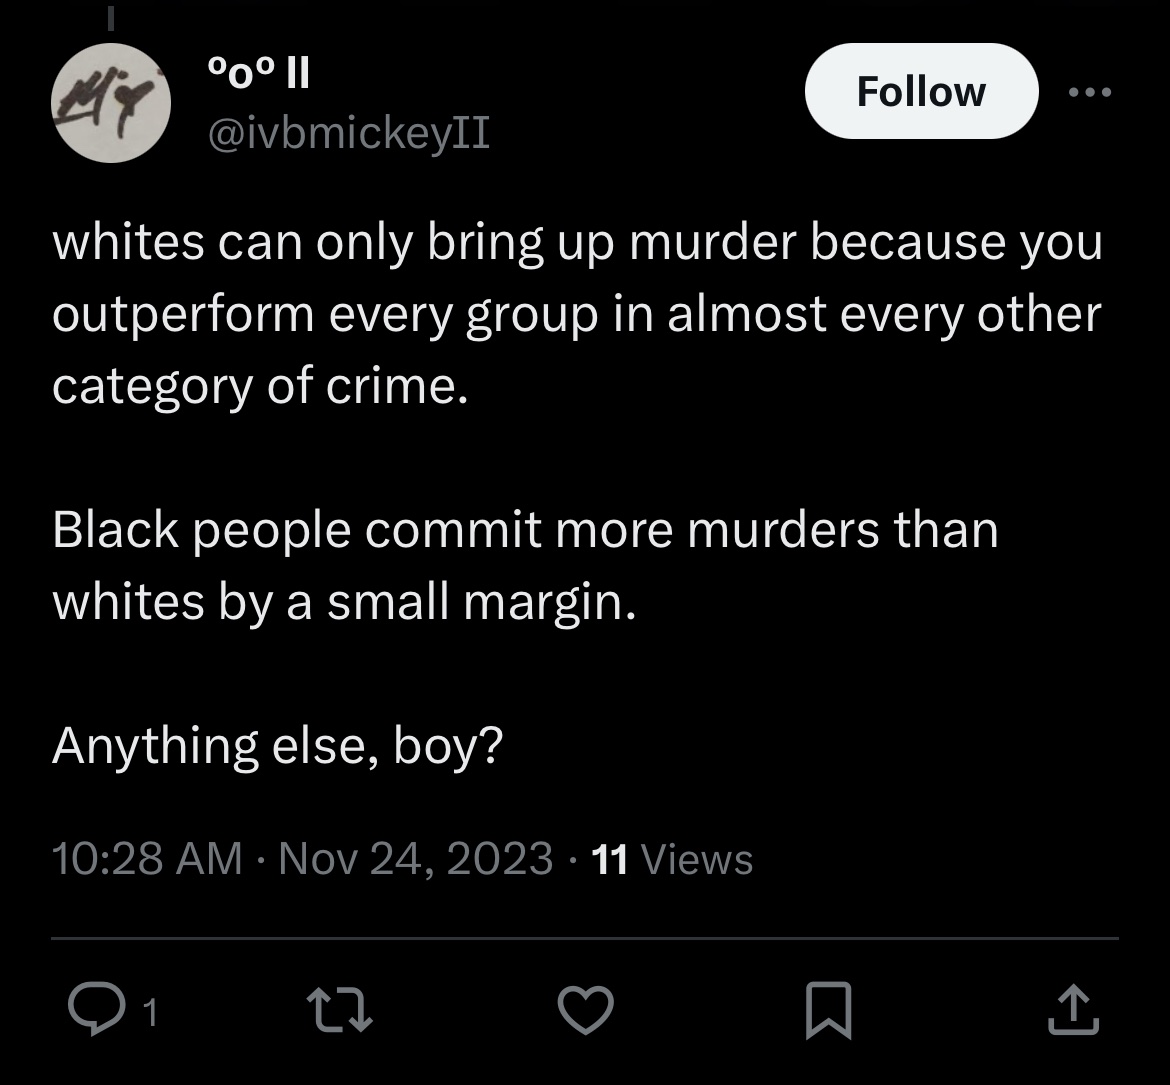 ºoº II
@ivbmickeyII
Follow
whites can only bring up murder because you
outperform every group in almost every other
category of crime.
Black people commit more murders than
whites by a small margin.
Anything else, boy?
10:28 AM · Nov 24, 2023 · 11 Views
1